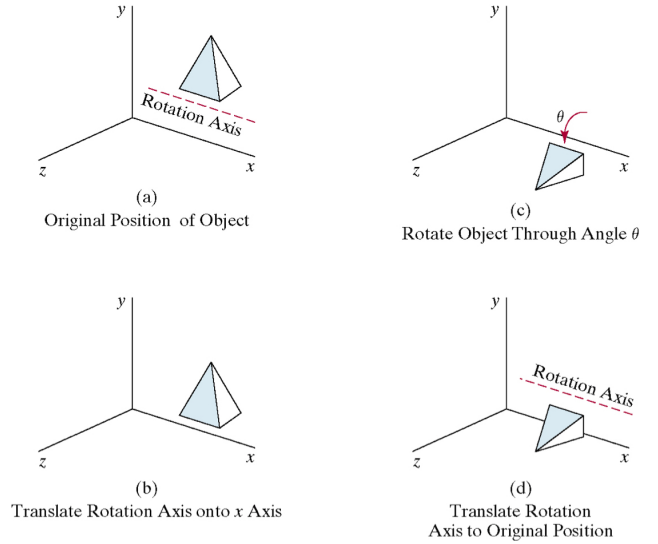 y
Rotation Axis
z
x
(a)
Original Position of Object
y
θ
z
x
(c)
Rotate Object Through Angle θ
y
z
x
(b)
Translate Rotation Axis onto x Axis
y
Rotation Axis
z
x
(d)
Translate Rotation
Axis to Original Position